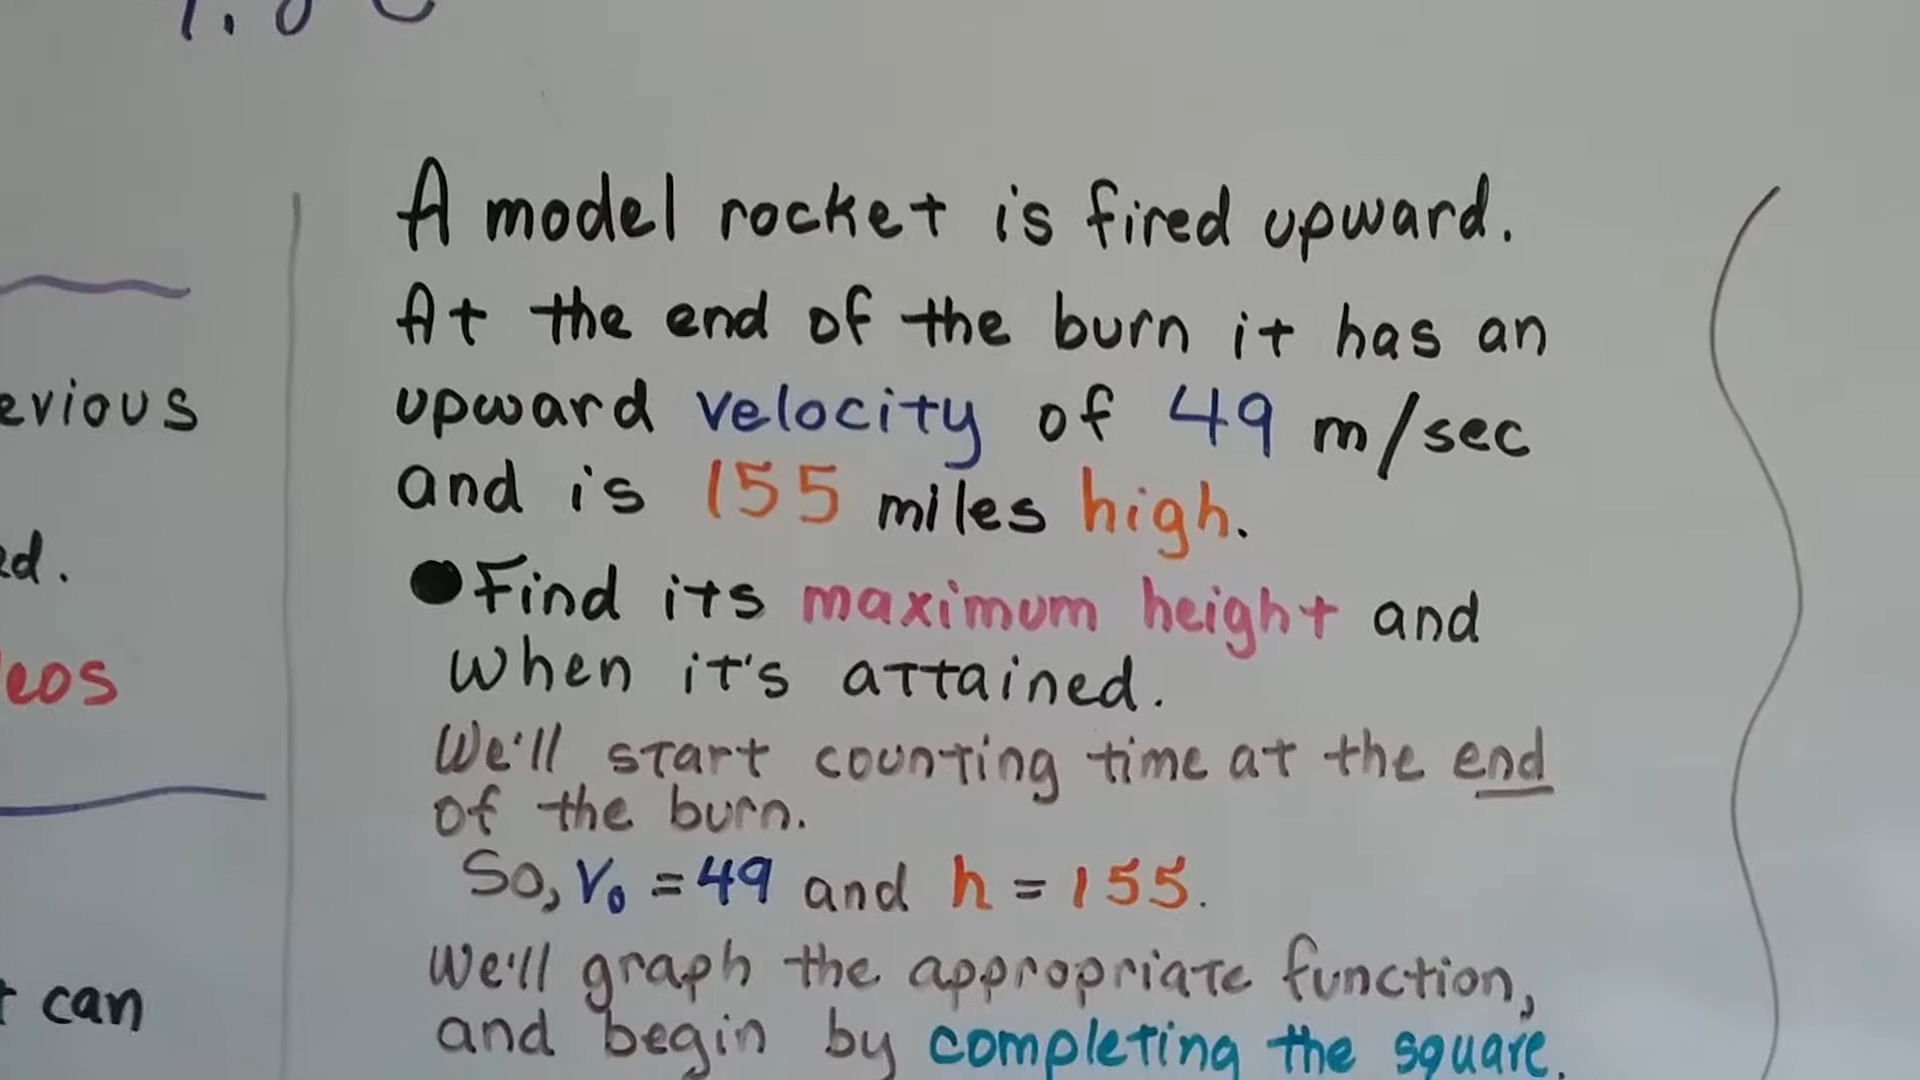 evious
ed.
eos
can
A model rocket is fired upward.
At the end of the burn it has an
upward velocity of 49 m/sec
and is 155 miles high.
●Find its maximum height and
when it's attained.
We'll start counting time at the end
of the burn.
So, V₀ = 49 and h = 155.
We'll graph the appropriate function,
and begin by completing the square.